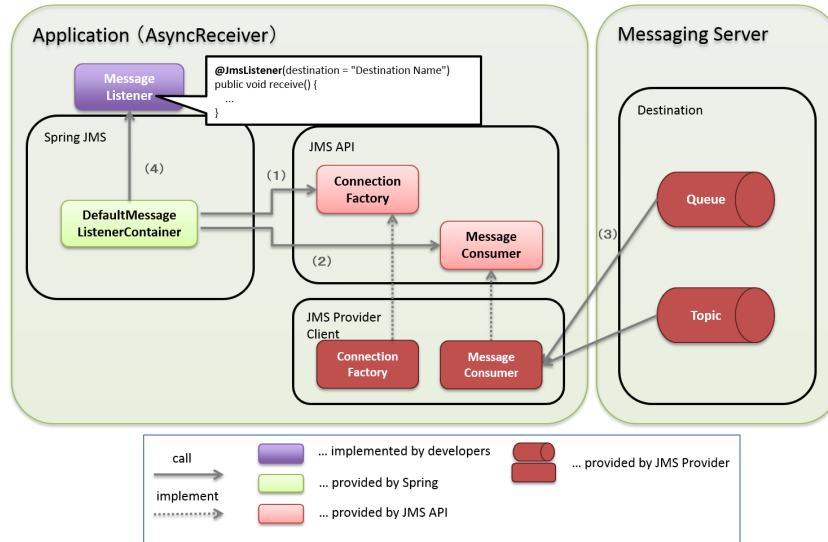 Application（AsyncReceiver）
Messaging Server
Message
Listener
@JmsListener(destination = "Destination Name")
public void receive() {
...
}
Spring JMS
(4)
DefaultMessage
ListenerContainer
(1)
(2)
JMS API
Connection
Factory
Message
Consumer
JMS Provider
Client
Connection
Factory
Message
Consumer
(3)
Destination
Queue
Topic
call
implement
... implemented by developers
... provided by Spring
... provided by JMS API
... provided by JMS Provider